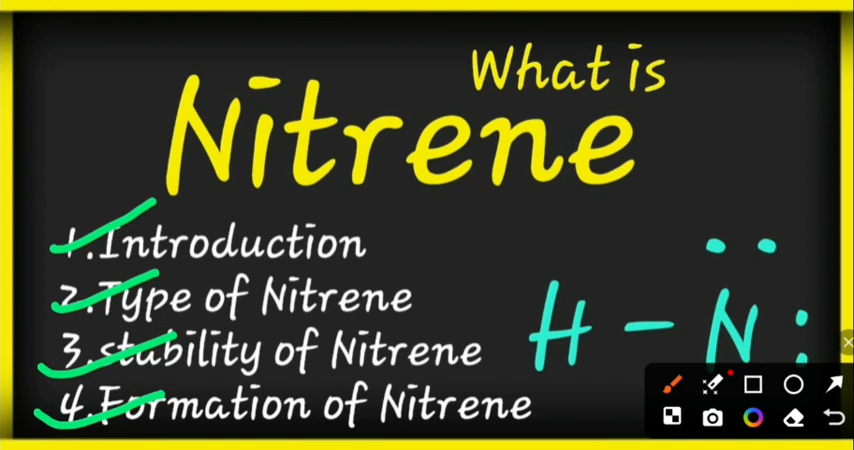 What is
Nitrene
1.Introduction
2.Type of Nitrene
3.stability of Nitrene
4.Formation of Nitrene
H - N :